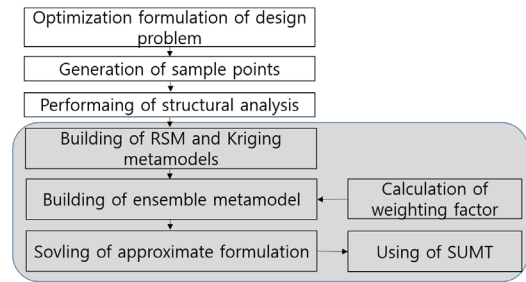 Optimization formulation of design
problem
Generation of sample points
Performaing of structural analysis
Building of RSM and Kriging
metamodels
Building of ensemble metamodel
Calculation of
weighting factor
Sovling of approximate formulation
Using of SUMT